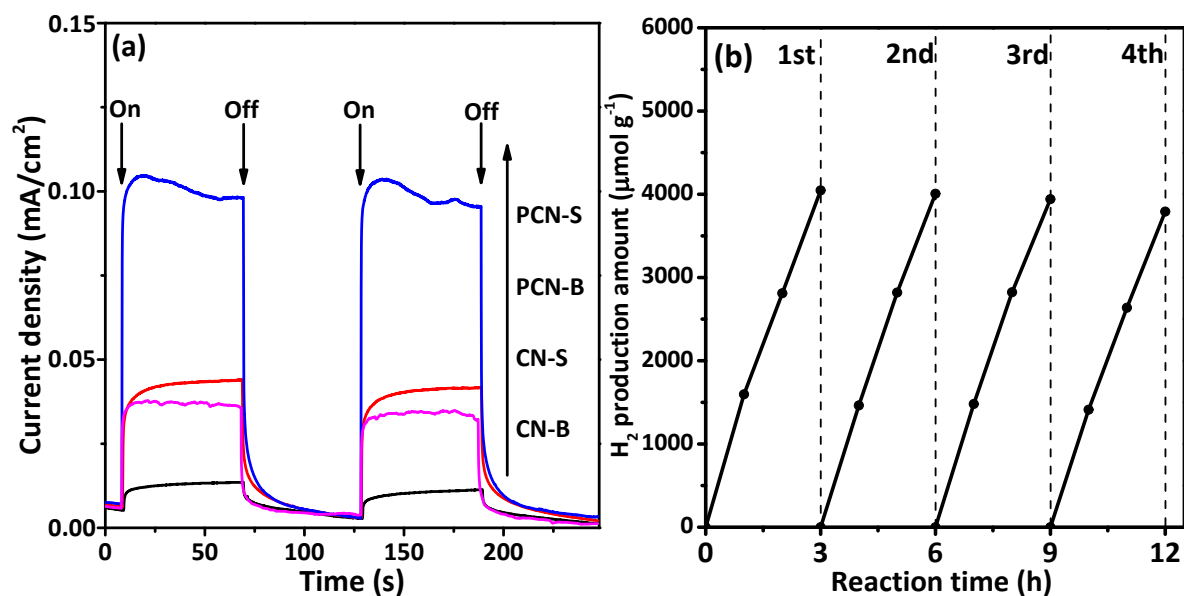 (a)
On
Off
On
Off
PCN-S
PCN-B
CN-S
CN-B
0.15
0.10
0.05
0.00
Current density (mA/cm²)
0
50
100
150
200
Time (s)
(b)
1st
2nd
3rd
4th
6000
5000
4000
3000
2000
1000
0
H₂ production amount (μmol g⁻¹)
0
3
6
9
12
Reaction time (h)